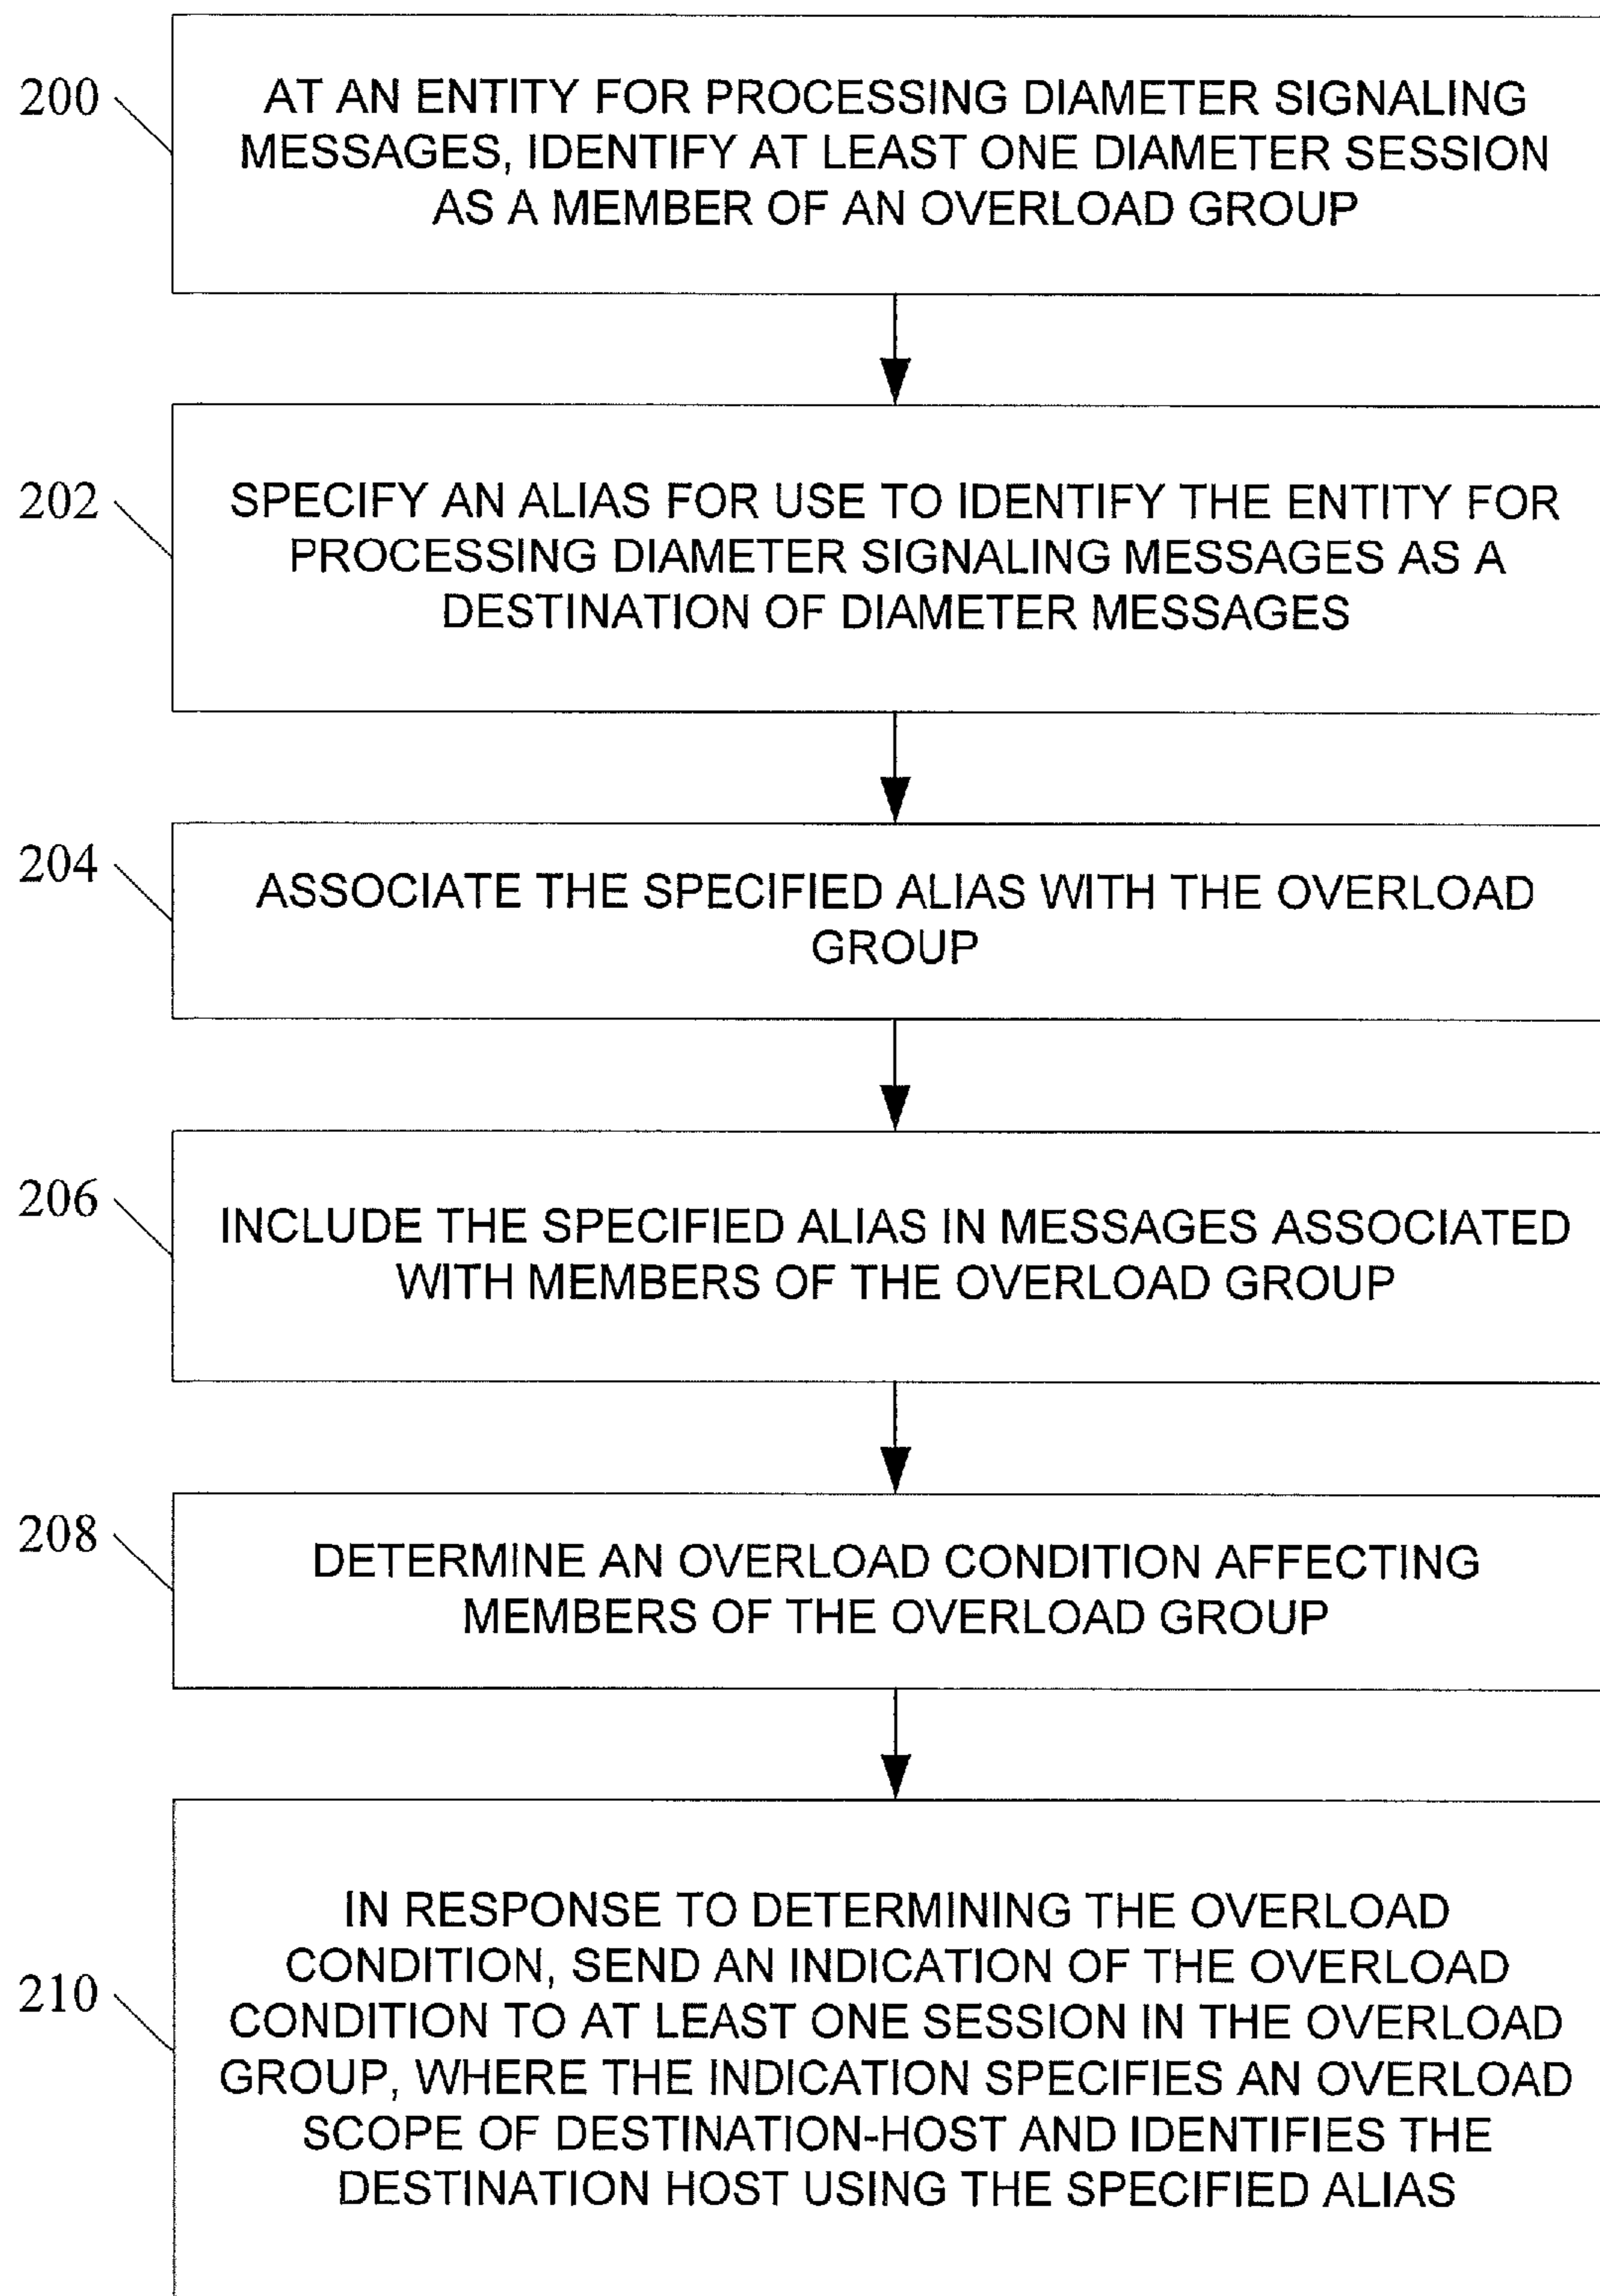 200
AT AN ENTITY FOR PROCESSING DIAMETER SIGNALING
MESSAGES, IDENTIFY AT LEAST ONE DIAMETER SESSION
AS A MEMBER OF AN OVERLOAD GROUP
202
SPECIFY AN ALIAS FOR USE TO IDENTIFY THE ENTITY FOR
PROCESSING DIAMETER SIGNALING MESSAGES AS A
DESTINATION OF DIAMETER MESSAGES
204
ASSOCIATE THE SPECIFIED ALIAS WITH THE OVERLOAD
GROUP
206
INCLUDE THE SPECIFIED ALIAS IN MESSAGES ASSOCIATED
WITH MEMBERS OF THE OVERLOAD GROUP
208
DETERMINE AN OVERLOAD CONDITION AFFECTING
MEMBERS OF THE OVERLOAD GROUP
210
IN RESPONSE TO DETERMINING THE OVERLOAD
CONDITION, SEND AN INDICATION OF THE OVERLOAD
CONDITION TO AT LEAST ONE SESSION IN THE OVERLOAD
GROUP, WHERE THE INDICATION SPECIFIES AN OVERLOAD
SCOPE OF DESTINATION-HOST AND IDENTIFIES THE
DESTINATION HOST USING THE SPECIFIED ALIAS